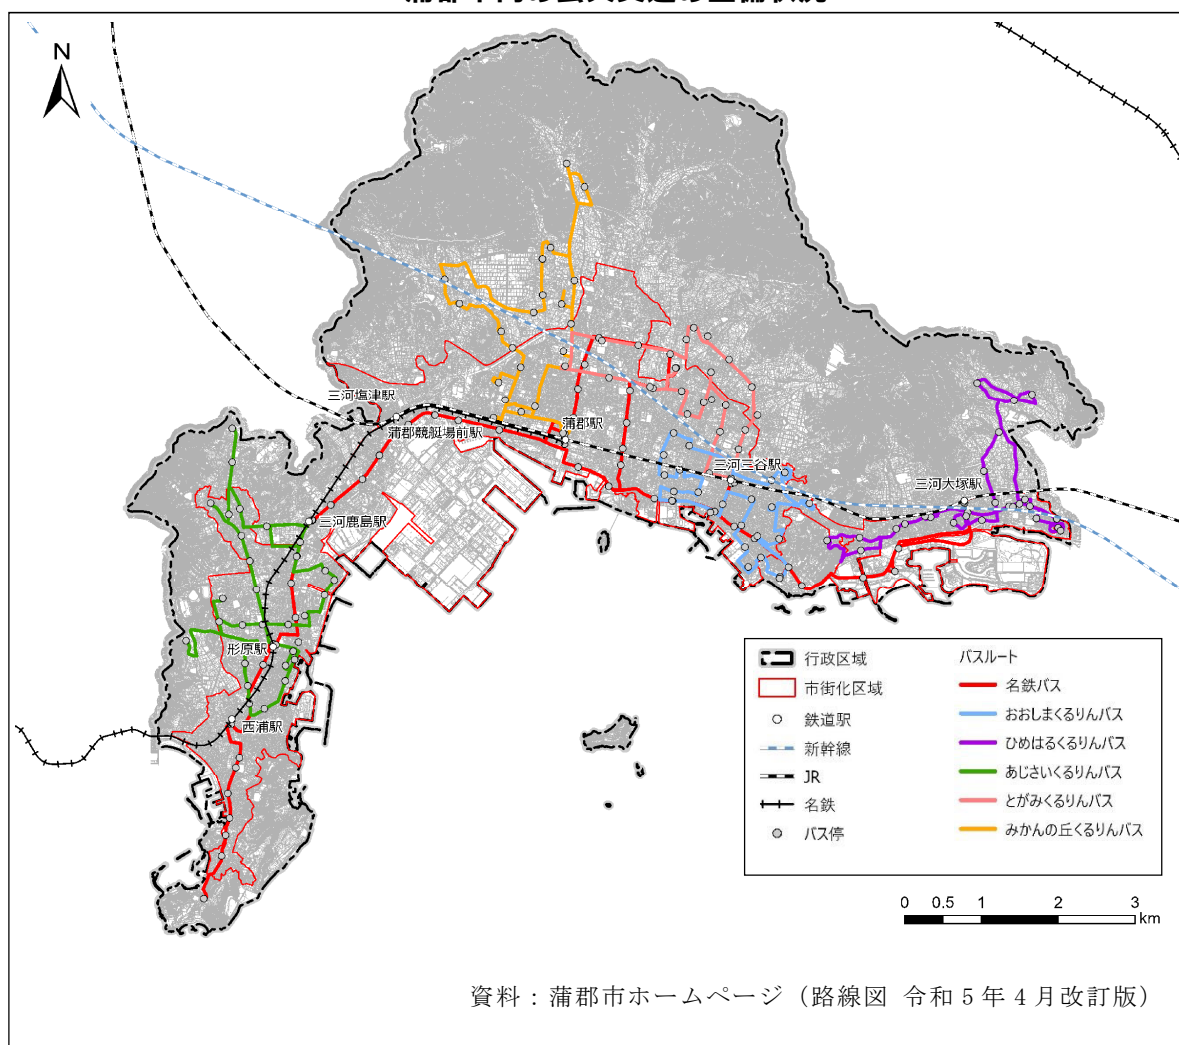 N
三河塩津駅
蒲郡競艇場前駅
蒲郡駅
三河三谷駅
三河大塚駅
三河鹿島駅
形原駅
西浦駅
行政区域
市街化区域
鉄道駅
新幹線
JR
名鉄
バス停
バスルート
名鉄バス
おおしまくるりんバス
ひめはるくるりんバス
あじさいくるりんバス
とがみくるりんバス
みかんの丘くるりんバス
0 0.5 1 2 3
km
資料：蒲郡市ホームページ（路線図 令和5年4月改訂版）